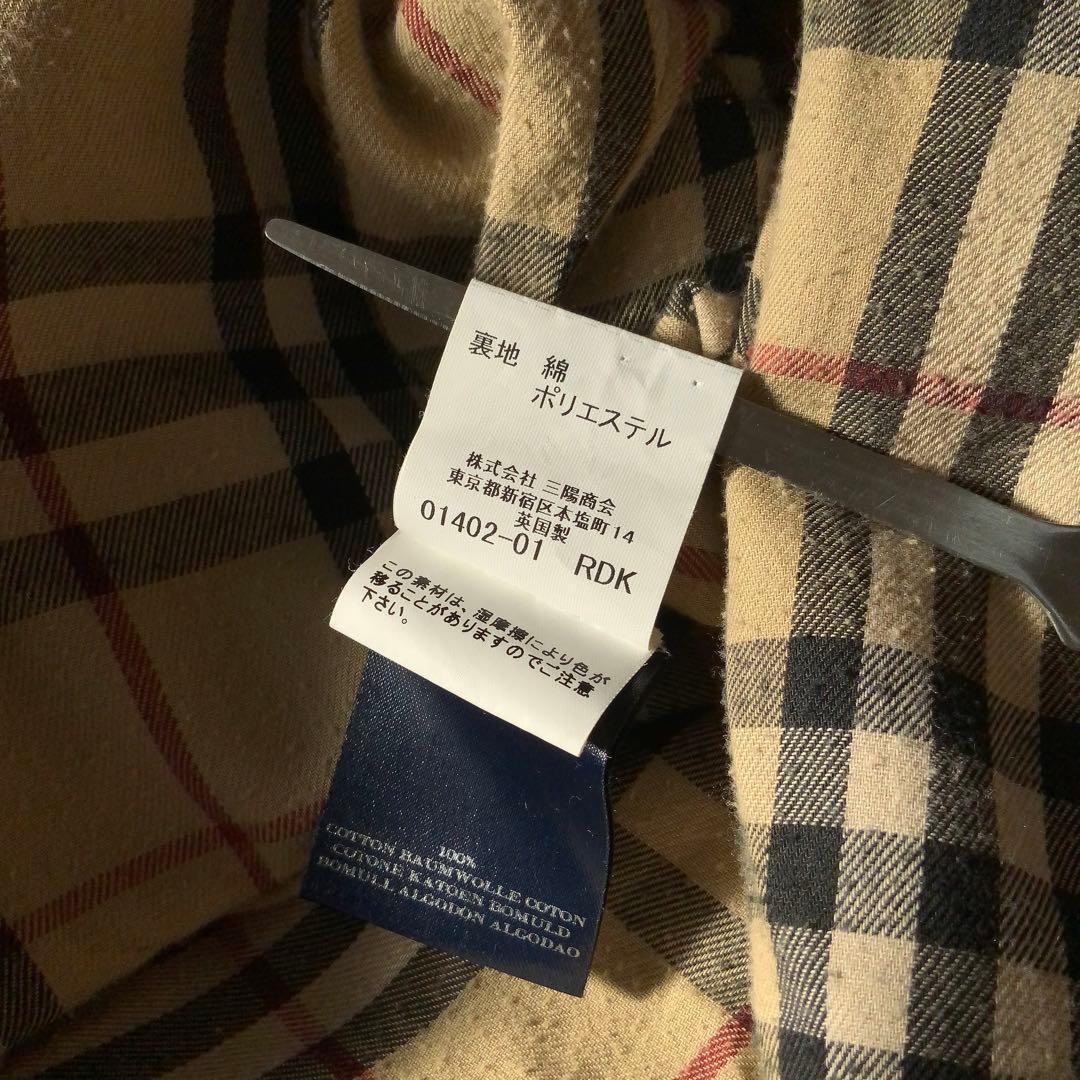 裏地 綿
ポリエステル
株式会社 三陽商会
東京都新宿区本塩町14
英国製
01402-01 RDK
この素材は、湿摩擦により色が
移ることがありますのでご注意
下さい。
100%
COTTON BAUMWOLLE COTON
COTONE KATOEN BOMULD
BOMULL ALGODON ALGODAO